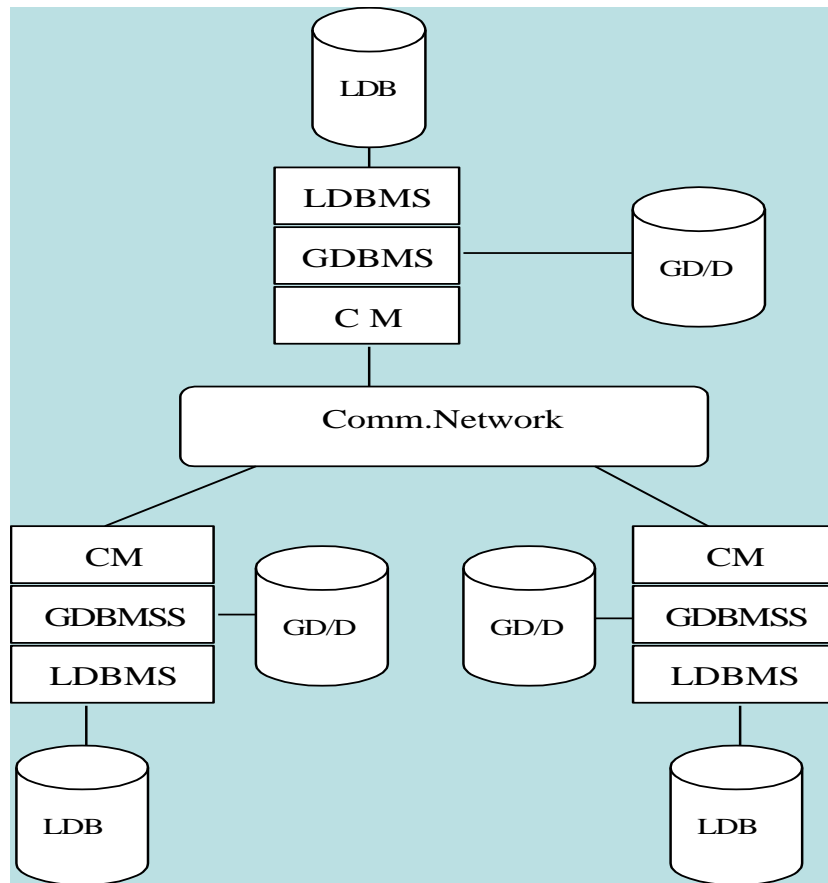 LDB
LDBMS
GDBMS
GD/D
C M
Comm.Network
CM
CM
GDBMSS
GD/D
GD/D
GDBMSS
LDBMS
LDBMS
LDB
LDB